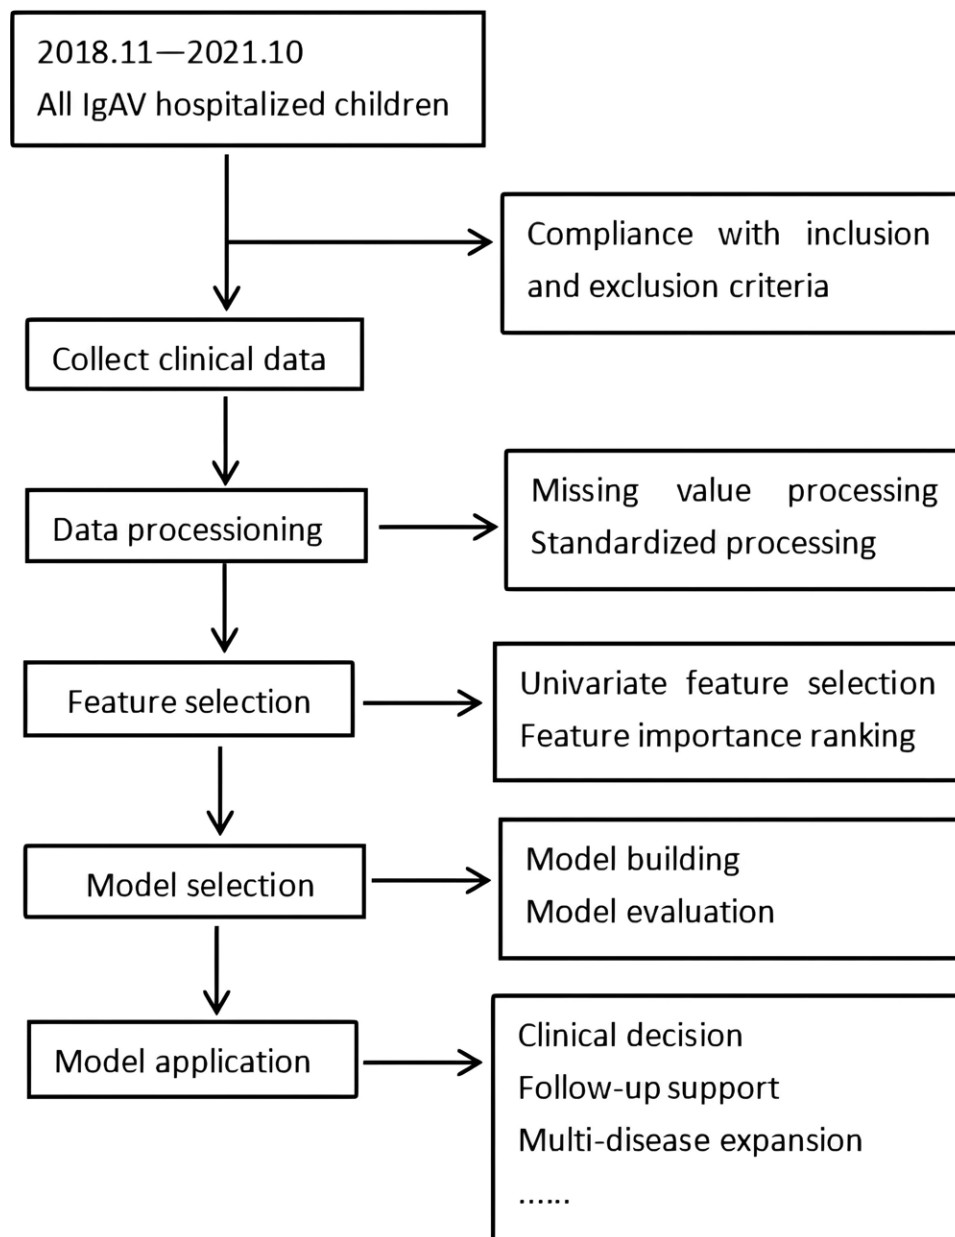 2018.11—2021.10
All IgAV hospitalized children
Compliance with inclusion
and exclusion criteria
Collect clinical data
Data processioning
Missing value processing
Standardized processing
Feature selection
Univariate feature selection
Feature importance ranking
Model selection
Model building
Model evaluation
Model application
Clinical decision
Follow-up support
Multi-disease expansion
......